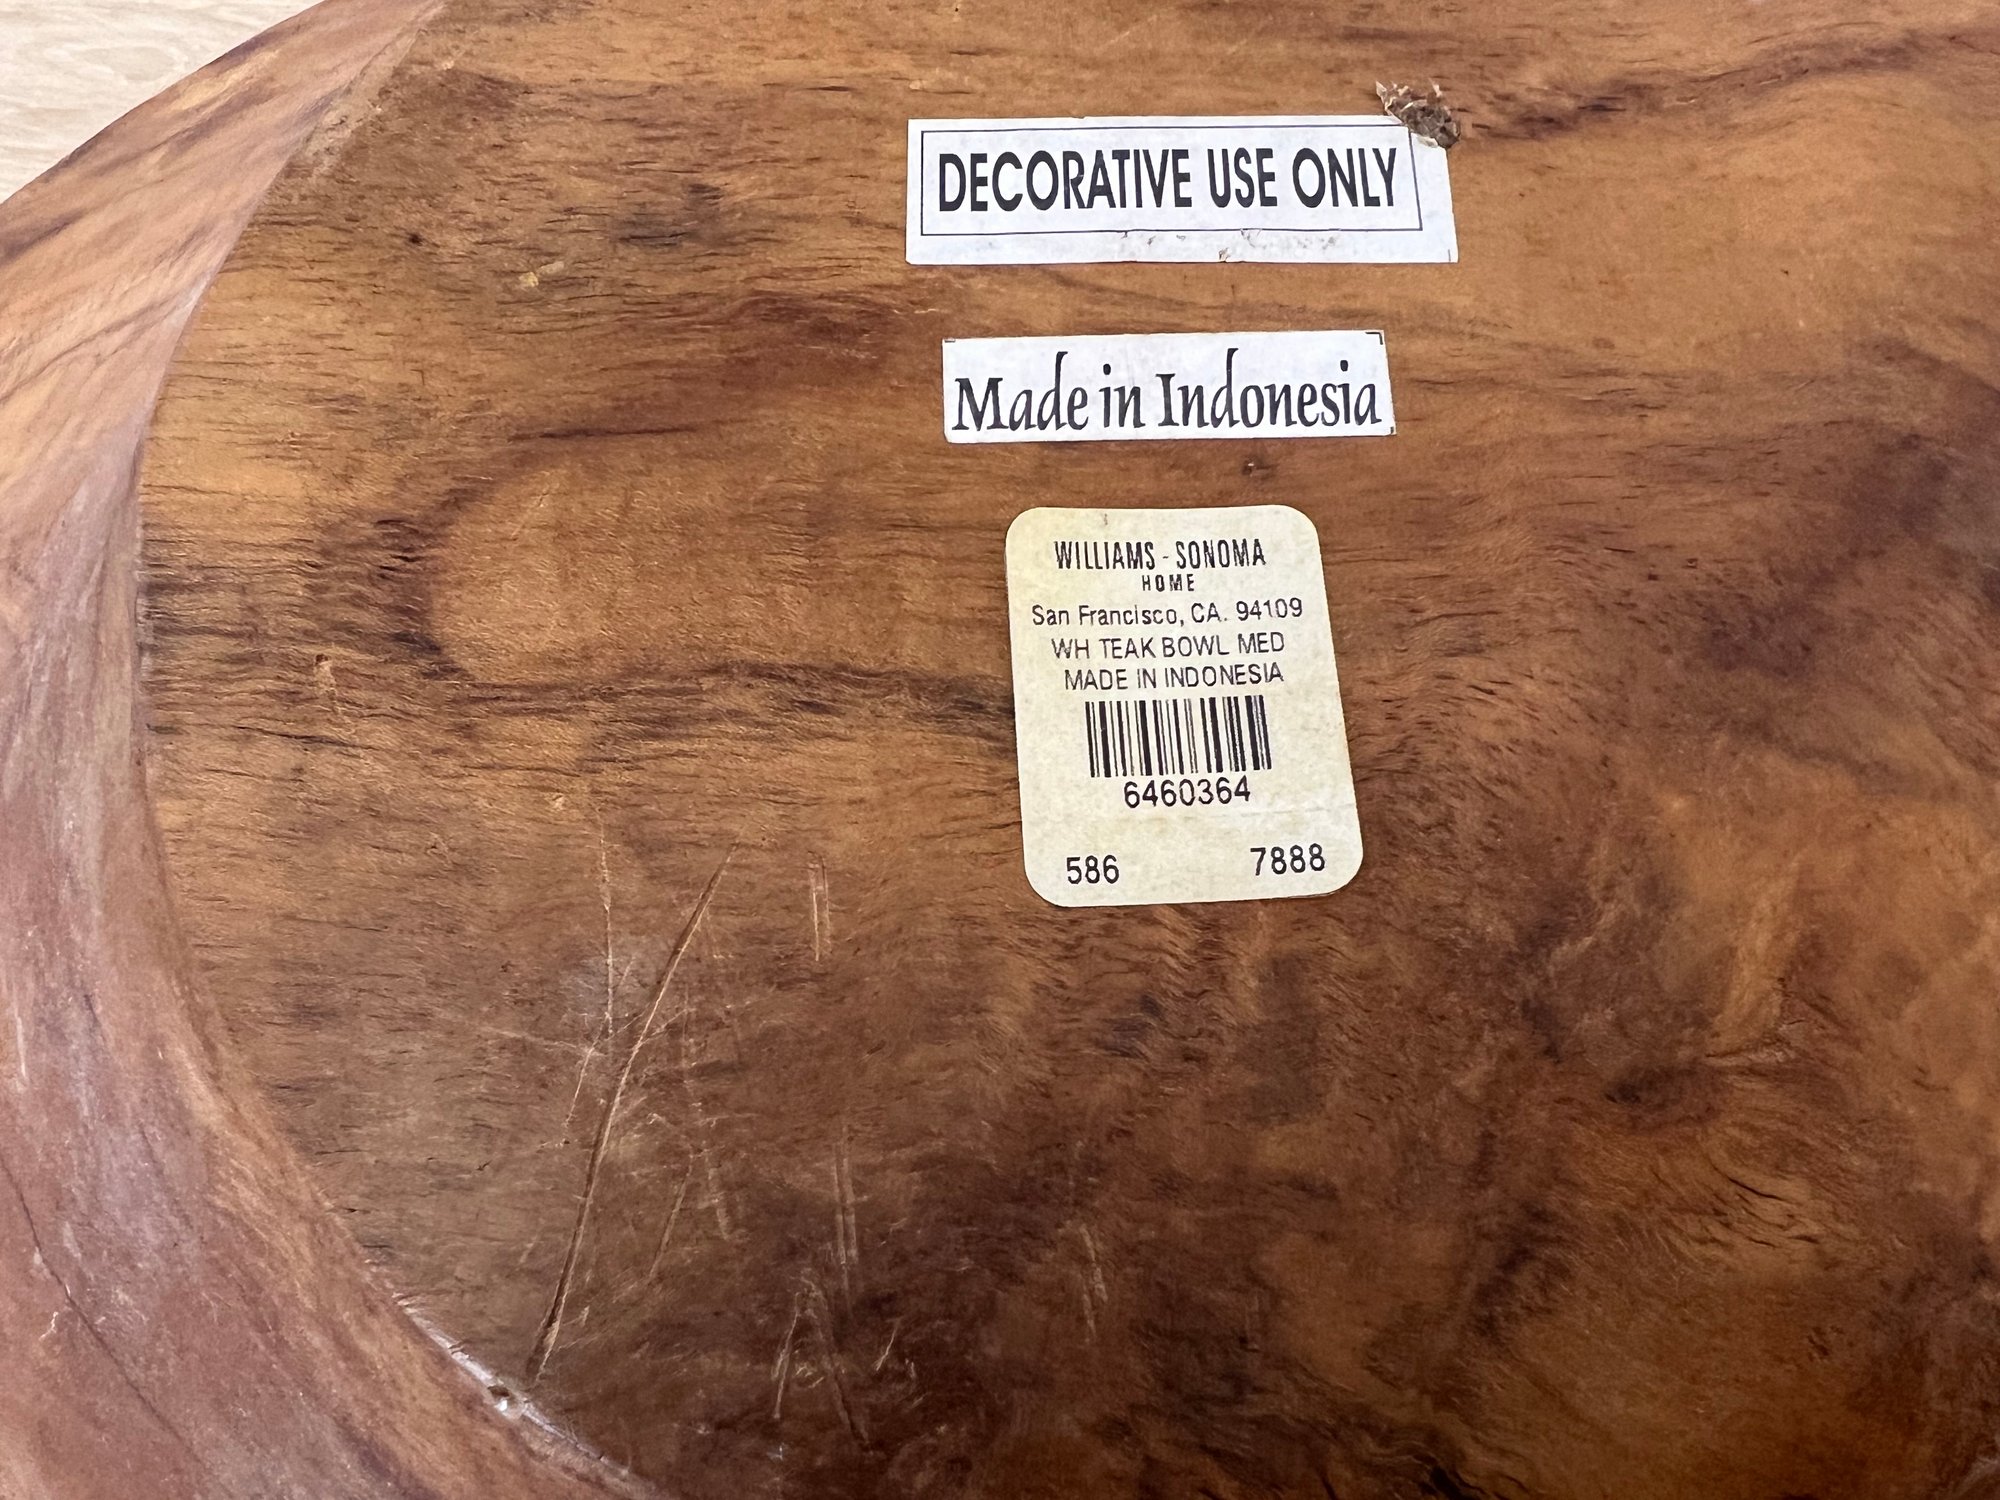 DECORATIVE USE ONLY
Made in Indonesia
WILLIAMS - SONOMA
HOME
San Francisco, CA. 94109
WH TEAK BOWL MED
MADE IN INDONESIA
6460364
586 7888